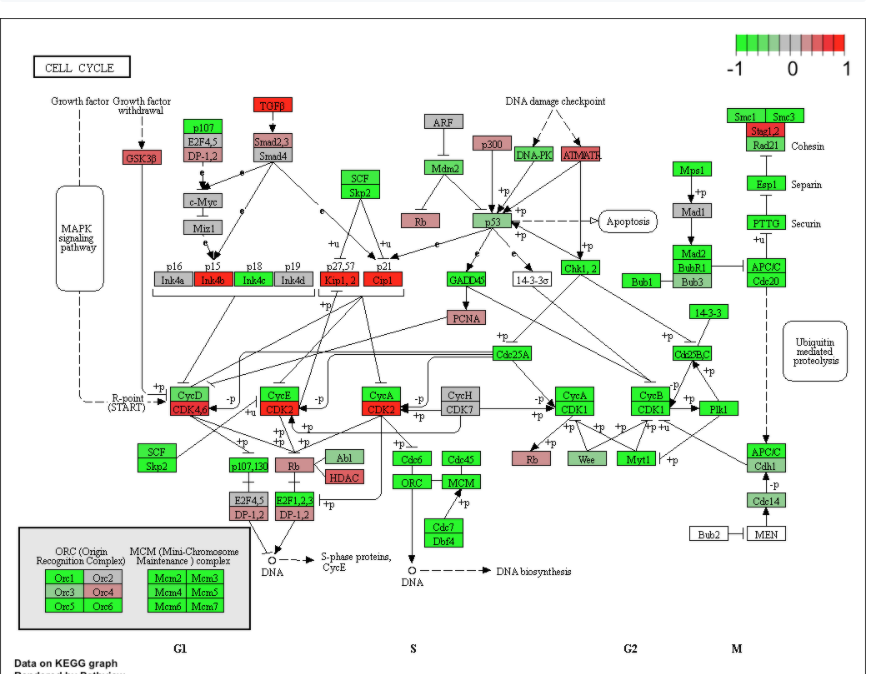 -1 0 1
CELL CYCLE
Growth factor
Growth factor
withdrawal
TGFβ
GSK3β
p107
E2F4,5
DP-1,2
Smad2,3
Smad4
ARF
DNA damage checkpoint
p300
DNA-PK
ATM/ATR
Mdm2
Smc1 Smc3
Stag1,2
Rad21
Cohesin
Mps1
Esp1
Separin
+p
Mad1
PTTG
Securin
+u
SCF
Skp2
c-Myc
Miz1
e
e
e
e
e
Rb
p53
+p
+p
+p
Apoptosis
MAPK
signaling
pathway
+u
+u
e
e
e
+p
Mad2
BubR1
Bub1
Bub3
APC/C
Cdc20
p16
Ink4a
p15
Ink4b
p18
Ink4c
p19
Ink4d
p27,57
Kip1, 2
p21
Cip1
GADD45
14-3-3σ
Chk1, 2
+p
PCNA
14-3-3
+p
+p
Cdc25A
Cdc25B,C
Ubiquitin
mediated
proteolysis
R-point
(START)
+p
CycD
CDK4,6
-p
CycE
CDK2
-p
CycA
CDK2
-p
+p
CycH
CDK7
-p
+p
CycA
CDK1
CycB
CDK1
-p
+p
+p
Plk1
SCF
Skp2
+u
+p
+p
+p
+p
+p
+p
+p
+p
+u
p107,130
Rb
Abl
HDAC
Cdc6
Cdc45
ORC
MCM
Rb
Wee
Myt1
+p
+p
APC/C
Cdh1
-p
Cdc14
E2F4,5
DP-1,2
E2F1,2,3
DP-1,2
+p
+p
Cdc7
Dbf4
Bub2
MEN
DNA
S-phase proteins,
CycE
DNA
DNA biosynthesis
ORC (Origin
Recognition Complex)
MCM (Mini-Chromosome
Maintenance ) complex
Orc1 Orc2
Orc3 Orc4
Orc5 Orc6
Mcm2 Mcm3
Mcm4 Mcm5
Mcm6 Mcm7
G1 S G2 M
Data on KEGG graph